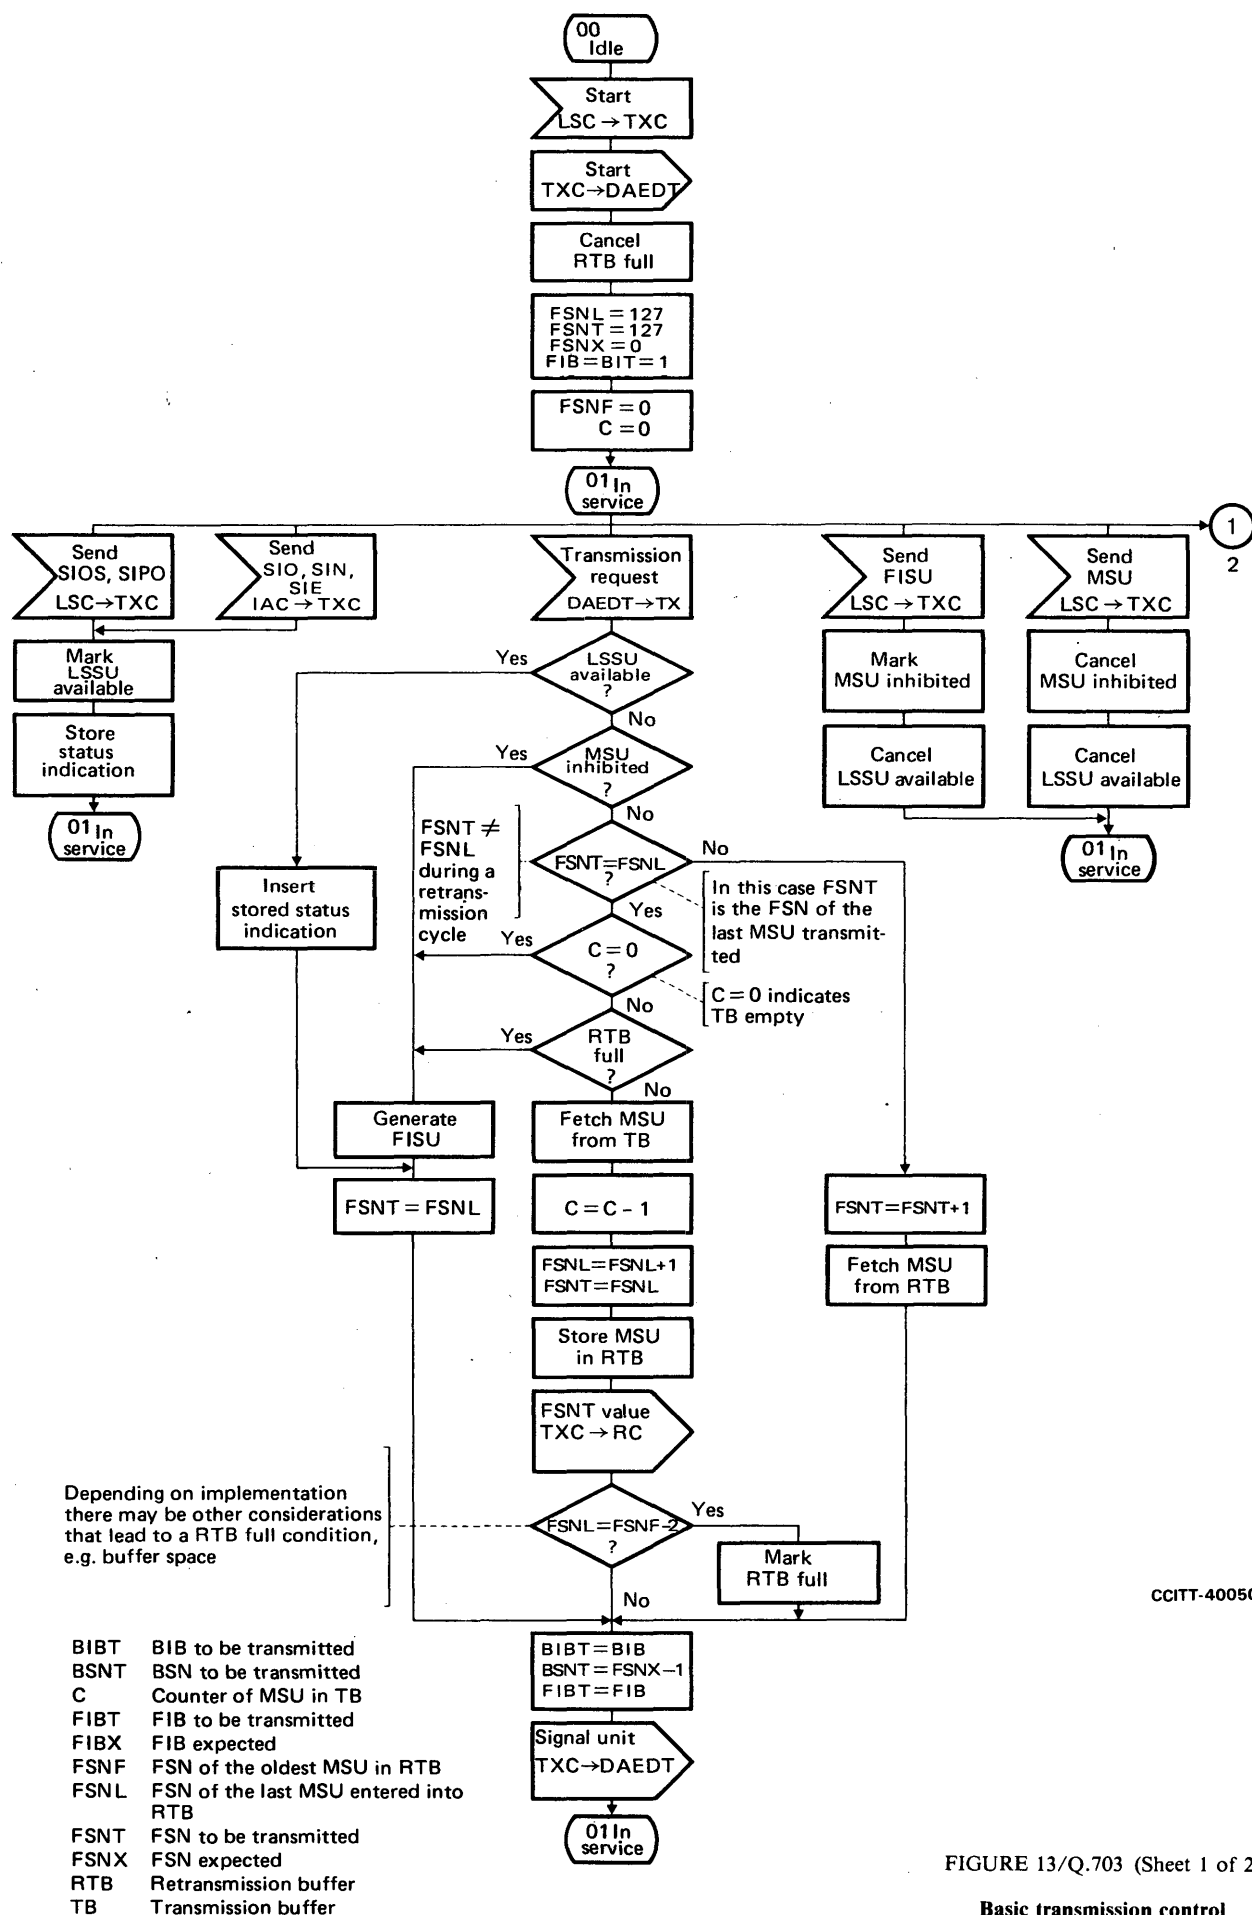 00
Idle
Start
LSC→TXC
Start
TXC→DAEDT
Cancel
RTB full
FSNL=127
FSNT=127
FSNX=0
FIB=BIT=1
FSNF=0
C=0
01 In
service
1
2
Send
SIOS, SIPO
LSC→TXC
Send
SIO, SIN,
SIE
IAC→TXC
Transmission
request
DAEDT→TX
Send
FISU
LSC→TXC
Send
MSU
LSC→TXC
Mark
LSSU
available
Store
status
indication
01 In
service
Yes
LSSU
available
?
No
Mark
MSU inhibited
Cancel
LSSU available
Cancel
MSU inhibited
Cancel
LSSU available
01 In
service
Yes
MSU
inhibited
?
No
FSNT ≠
FSNL
during a
retrans-
mission
cycle
FSNT=FSNL
?
No
Yes
In this case FSNT
is the FSN of the
last MSU transmit-
ted
Insert
stored status
indication
Yes
C=0
?
No
C=0 indicates
TB empty
Yes
RTB
full
?
No
Generate
FISU
FSNT=FSNL
Fetch MSU
from TB
C=C-1
FSNL=FSNL+1
FSNT=FSNL
Store MSU
in RTB
FSNT value
TXC→RC
FSNT=FSNT+1
Fetch MSU
from RTB
Depending on implementation
there may be other considerations
that lead to a RTB full condition,
e.g. buffer space
FSNL=FSNF-2
?
Yes
Mark
RTB full
No
CCITT-40050
BIBT=BIB
BSNT=FSNX-1
FIBT=FIB
Signal unit
TXC→DAEDT
01 In
service
BIBT BIB to be transmitted
BSNT BSN to be transmitted
C Counter of MSU in TB
FIBT FIB to be transmitted
FIBX FIB expected
FSNF FSN of the oldest MSU in RTB
FSNL FSN of the last MSU entered into
RTB
FSNT FSN to be transmitted
FSNX FSN expected
RTB Retransmission buffer
TB Transmission buffer
FIGURE 13/Q.703 (Sheet 1 of 2
Basic transmission control